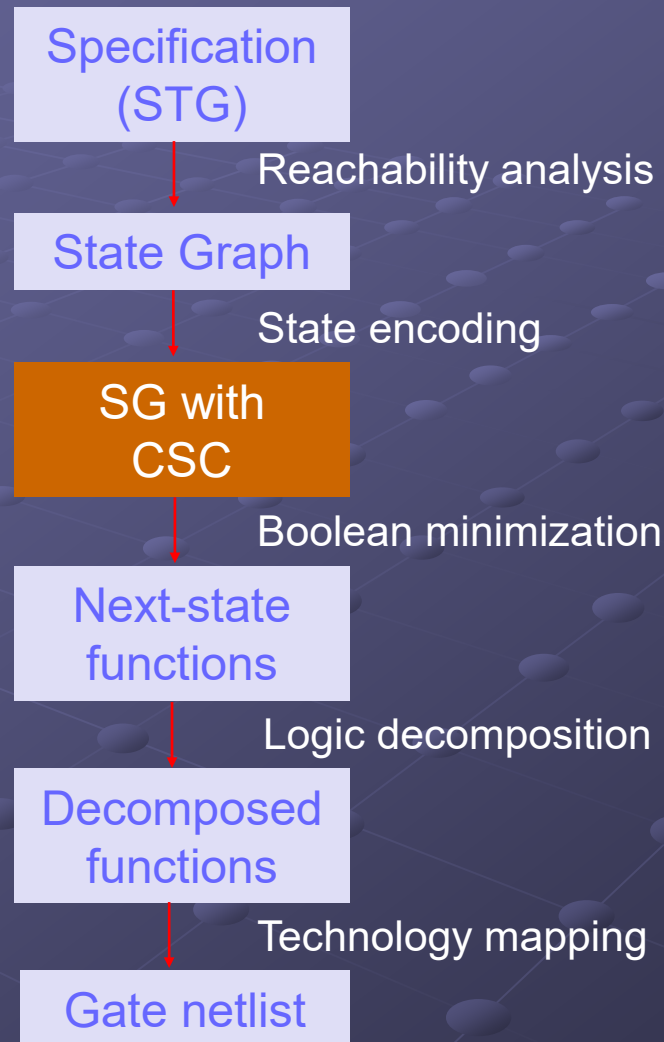 Specification
(STG)
Reachability analysis
State Graph
State encoding
SG with
CSC
Boolean minimization
Next-state
functions
Logic decomposition
Decomposed
functions
Technology mapping
Gate netlist